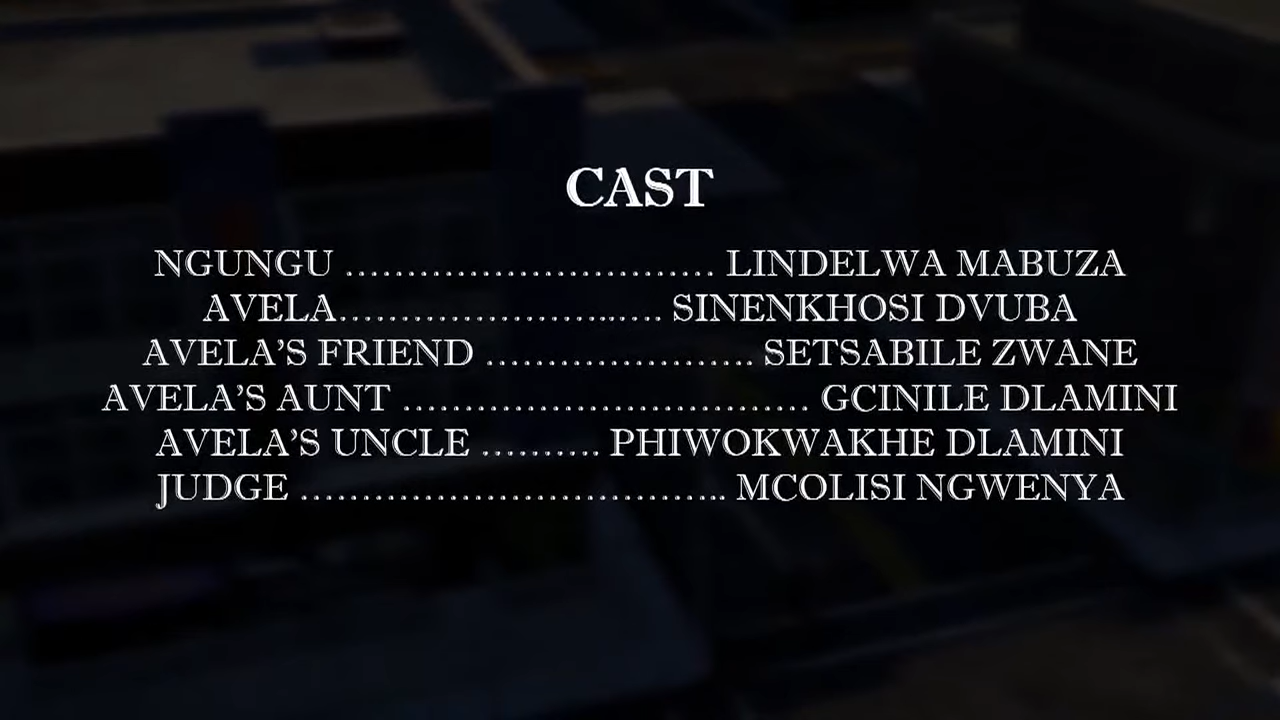 CAST
NGUNGU ................................ LINDELWA MABUZA
AVELA............................ SINENKHOSI DVUBA
AVELA'S FRIEND ...................... SETSABILE ZWANE
AVELA'S AUNT ................................. GCINILE DLAMINI
AVELA'S UNCLE .......... PHIWOKWAKHE DLAMINI
JUDGE ................................... MCOLISI NGWENYA